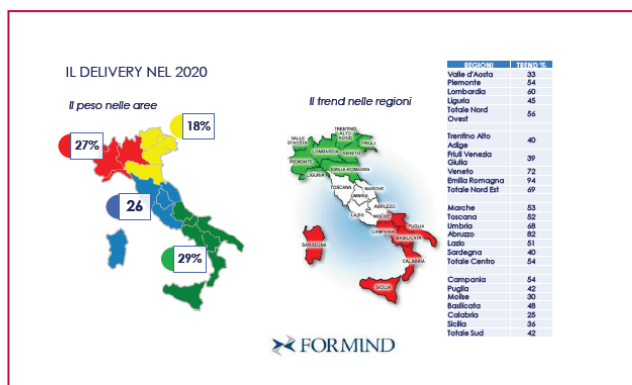 IL DELIVERY NEL 2020
Il peso nelle aree
18%
27%
26
29%
Il trend nelle regioni
TRENTINO
ALTO
ADIGE
VALLE
D'AOSTA
FRIULI
LOMBARDIA
VENETO
PIEMONTE
EMILIA ROMAGNA
LIGURIA
TOSCANA
MARCHE
UMBRIA
ABRUZZO
LAZIO
MOLISE
PUGLIA
CAMPANIA
BASILICATA
SARDEGNA
CALABRIA
SICILIA
REGIONI TREND %
Valle d'Aosta 33
Piemonte 54
Lombardia 60
Liguria 45
Totale Nord
Ovest 56
Trentino Alto
Adige 40
Friuli Venezia
Giulia 39
Veneto 72
Emilia Romagna 94
Totale Nord Est 69
Marche 53
Toscana 52
Umbria 68
Abruzzo 82
Lazio 51
Sardegna 40
Totale Centro 54
Campania 54
Puglia 42
Molise 30
Basilicata 48
Calabria 25
Sicilia 36
Totale Sud 42
FORMIND